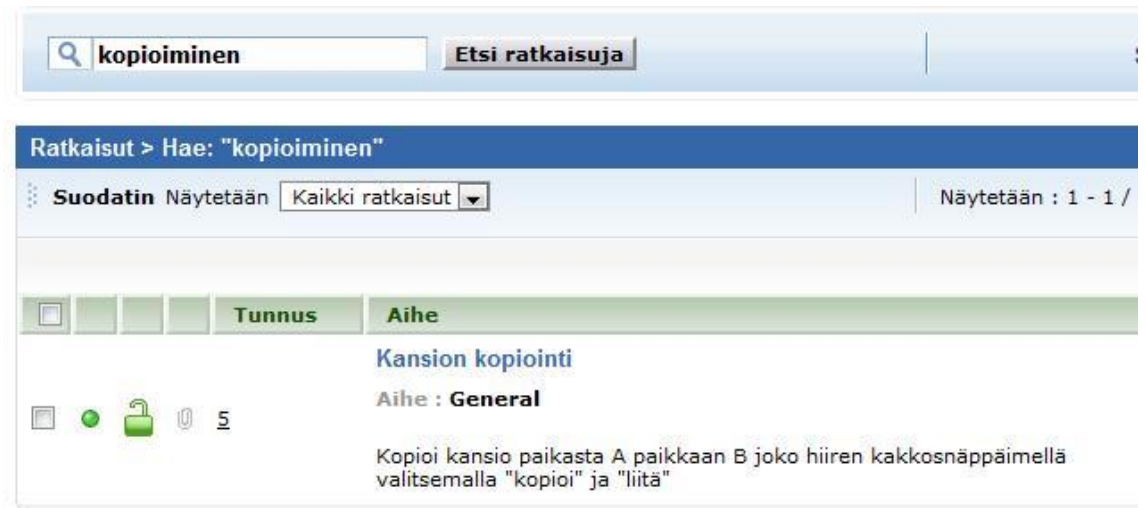 kopioiminen Etsi ratkaisuja
Ratkaisut > Hae: "kopioiminen"
Suodatin Näytetään Kaikki ratkaisut Näytetään : 1 - 1 /
Tunnus Aihe
Kansion kopiointi
Aihe : General
5
Kopioi kansio paikasta A paikkaan B joko hiiren kakkosnäppäimellä
valitsemalla "kopioi" ja "liitä"